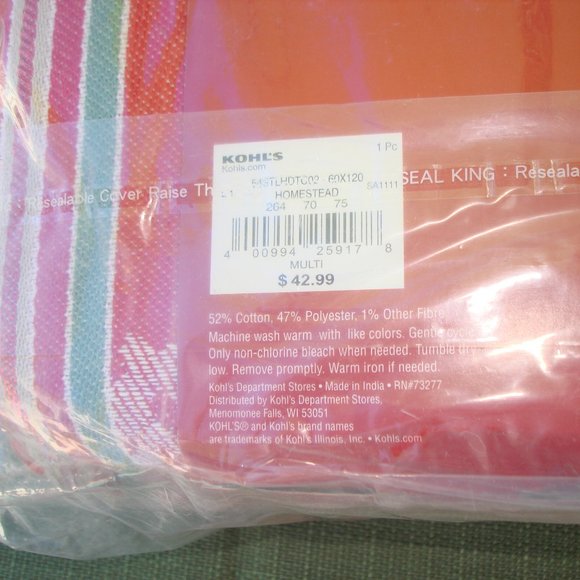 KOHL'S
Kohls.com
1 Pc
54STLHDTC02 - 60X120
HOMESTEAD
SA1111
264 70 75
4 00994 25917 8
MULTI
$ 42.99
Resealable Cover Raise Th
SEAL KING : Reseala
52% Cotton, 47% Polyester, 1% Other Fibre
Machine wash warm with like colors. Gentle cycle
Only non-chlorine bleach when needed. Tumble dry
low. Remove promptly. Warm iron if needed.
Kohl's Department Stores • Made in India • RN#73277
Distributed by Kohl's Department Stores,
Menomonee Falls, WI 53051
KOHL'S® and Kohl's brand names
are trademarks of Kohl's Illinois, Inc. • Kohls.com